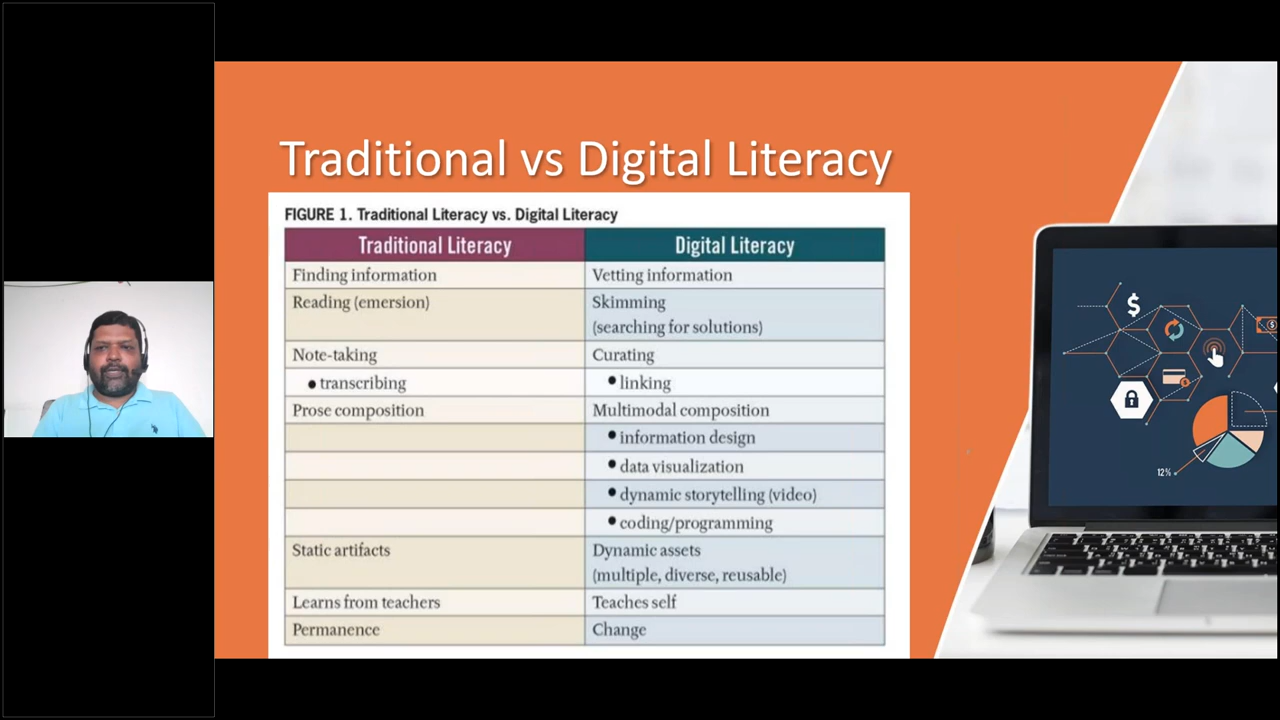 Traditional vs Digital Literacy
FIGURE 1. Traditional Literacy vs. Digital Literacy
Traditional Literacy Digital Literacy
Finding information Vetting information
Reading (emersion) Skimming
(searching for solutions)
Note-taking Curating
• transcribing • linking
Prose composition Multimodal composition
• information design
• data visualization
• dynamic storytelling (video)
• coding/programming
Static artifacts Dynamic assets
(multiple, diverse, reusable)
Learns from teachers Teaches self
Permanence Change
$
$
12%